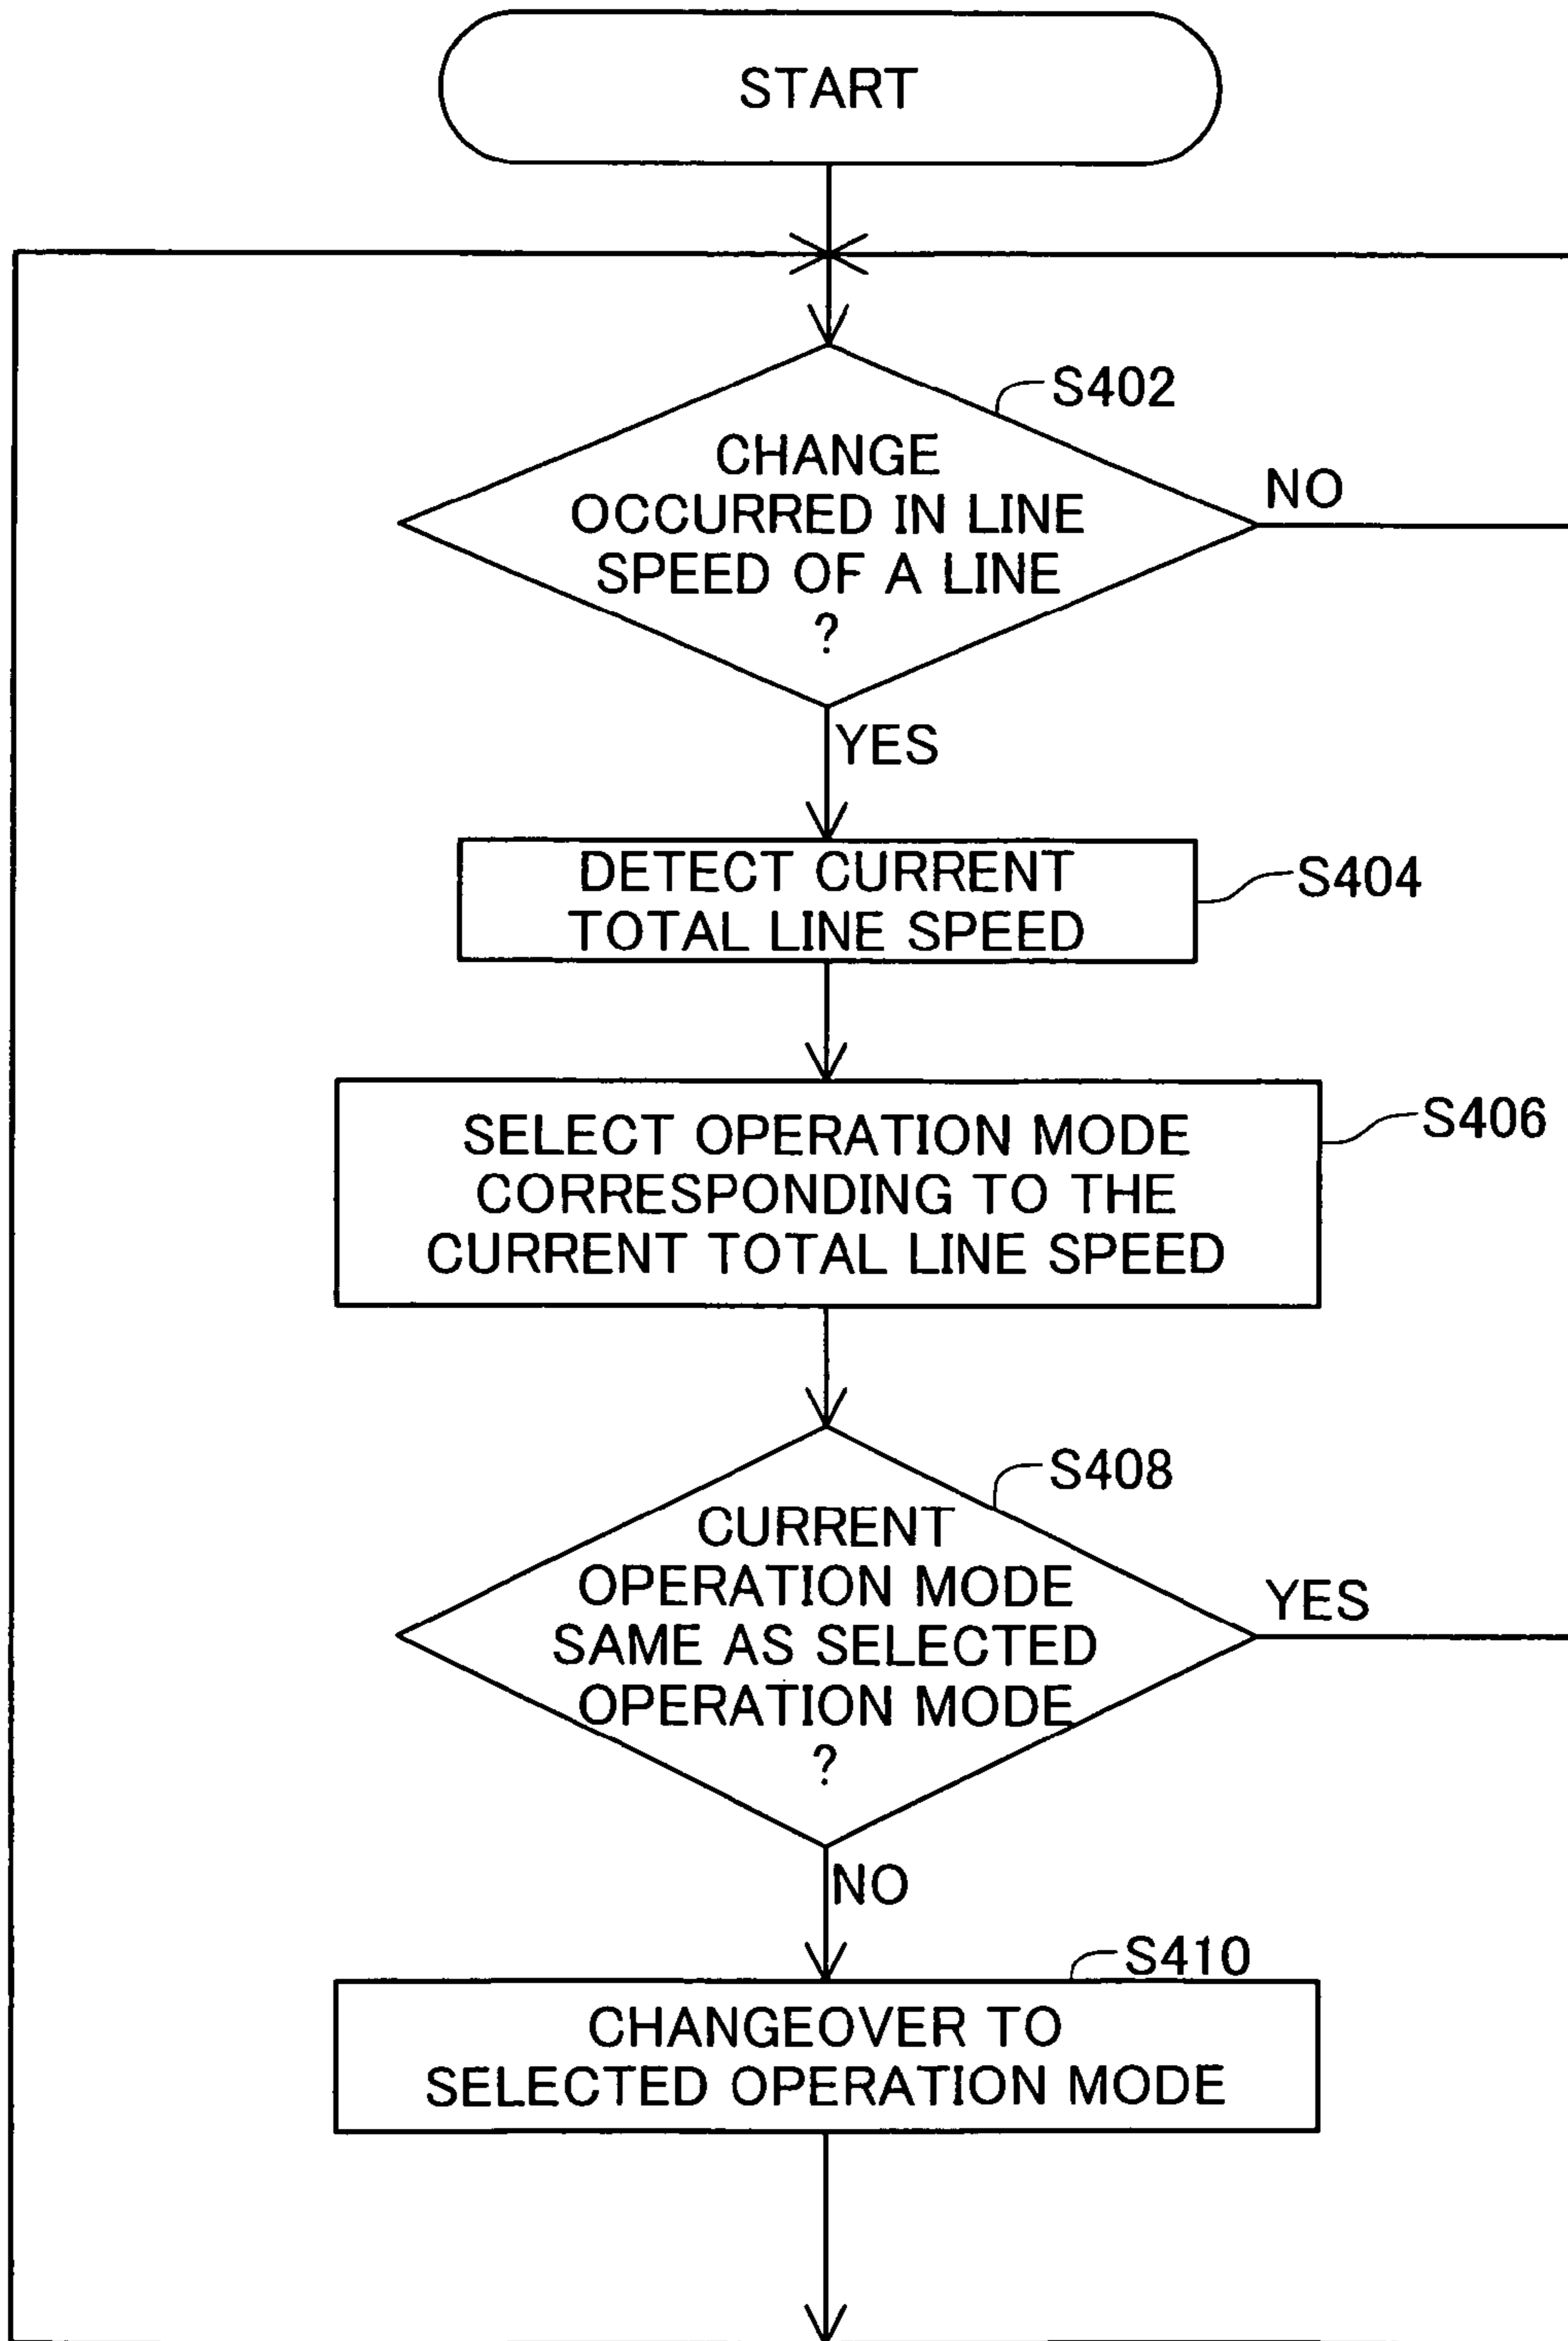 START
S402
CHANGE
OCCURRED IN LINE
SPEED OF A LINE
?
NO
YES
DETECT CURRENT
TOTAL LINE SPEED
S404
SELECT OPERATION MODE
CORRESPONDING TO THE
CURRENT TOTAL LINE SPEED
S406
S408
CURRENT
OPERATION MODE
SAME AS SELECTED
OPERATION MODE
?
YES
NO
S410
CHANGEOVER TO
SELECTED OPERATION MODE